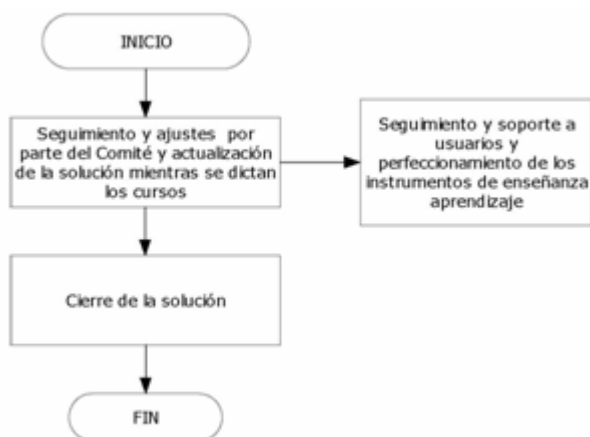 INICIO
Seguimiento y ajustes por
parte del Comité y actualización
de la solución mientras se dictan
los cursos
Seguimiento y soporte a
usuarios y
perfeccionamiento de los
instrumentos de enseñanza
aprendizaje
Cierre de la solución
FIN